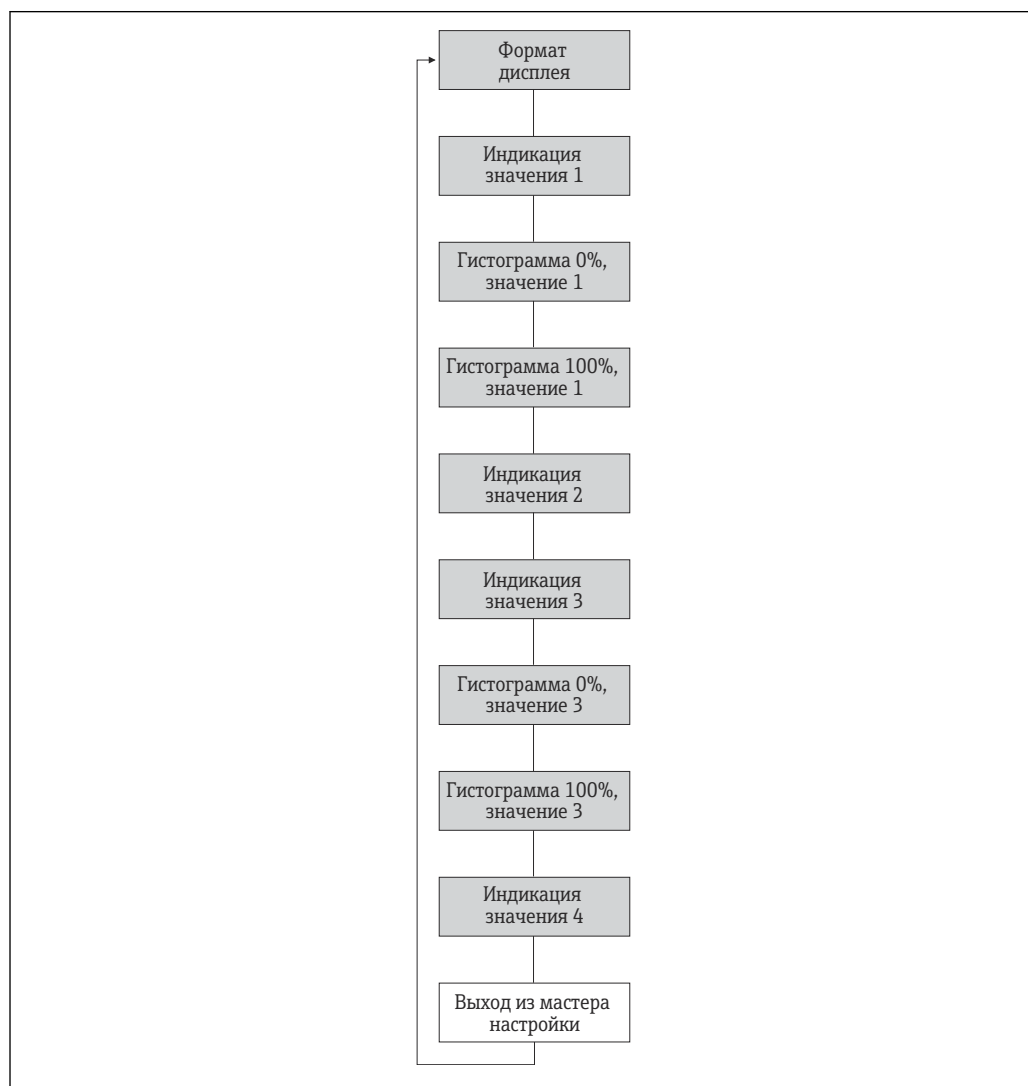 Формат
дисплея
Индикация
значения 1
Гистограмма 0%,
значение 1
Гистограмма 100%,
значение 1
Индикация
значения 2
Индикация
значения 3
Гистограмма 0%,
значение 3
Гистограмма 100%,
значение 3
Индикация
значения 4
Выход из мастера
настройки